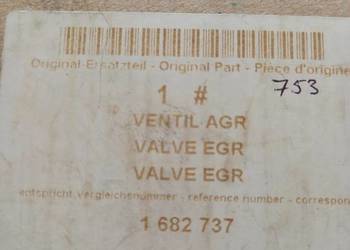 Original-Ersatzteil - Original Part - Pièce d'origine
1 #
753
VENTIL AGR
VALVE EGR
VALVE EGR
entspricht vergleichsnummer - reference number - correspon
1 682 737